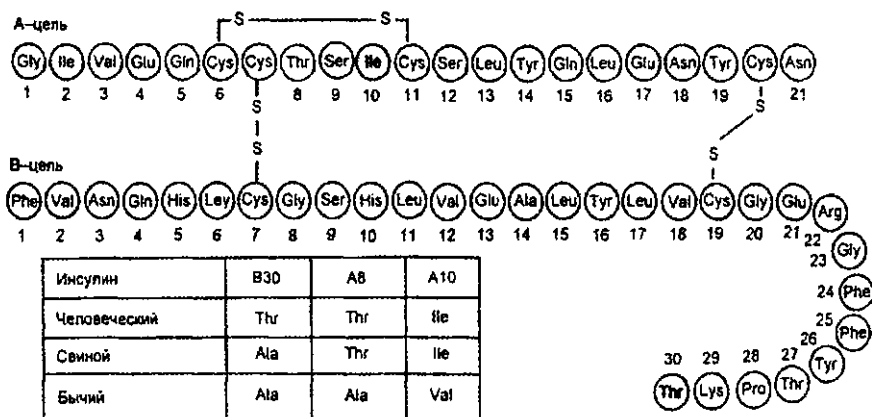 S S
А–цепь
Gly Ile Val Glu Gln Cys Cys Thr Ser Ile Cys Ser Leu Tyr Gln Leu Glu Asn Tyr Cys Asn
1 2 3 4 5 6 8 9 10 11 12 13 14 15 16 17 18 19 21
S S
S S
В–цепь
Phe Val Asn Gln His Ley Cys Gly Ser His Leu Val Glu Ala Leu Tyr Leu Val Cys Gly Glu Arg
1 2 3 4 5 6 7 8 9 10 11 12 13 14 15 16 17 18 19 20 21 22
23 Gly
24 Phe
25 Phe
26 Tyr
30 29 28 27
Thr Lys Pro Thr
Инсулин B30 A8 A10
Человеческий Thr Thr Ile
Свиной Ala Thr Ile
Бычий Ala Ala Val